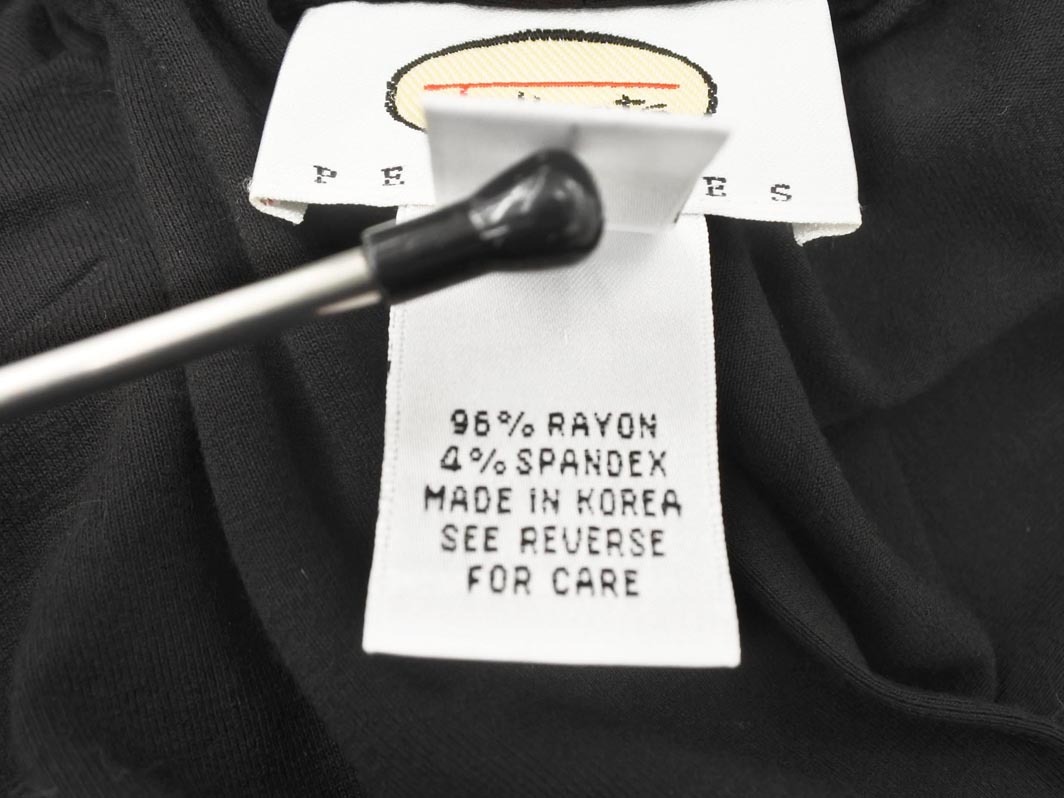 P E E S
96% RAYON
4% SPANDEX
MADE IN KOREA
SEE REVERSE
FOR CARE